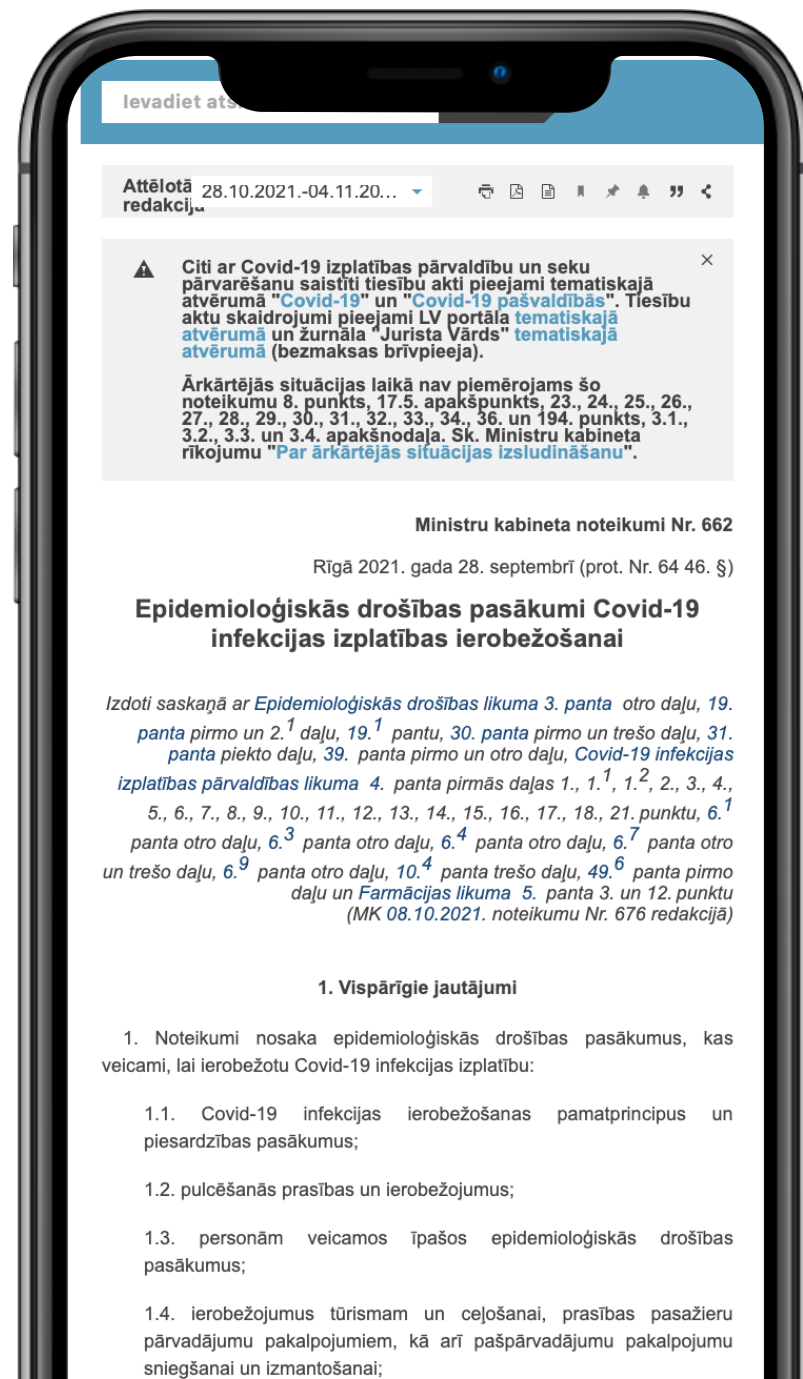 Ievadiet ats
Attēlotā
redakcija
28.10.2021.-04.11.20...
Citi ar Covid-19 izplatības pārvaldību un seku
pārvarēšanu saistīti tiesību akti pieejami tematiskajā
atvērumā "Covid-19" un "Covid-19 pašvaldībās". Tiesību
aktu skaidrojumi pieejami LV portāla tematiskajā
atvērumā un žurnāla "Jurista Vārds" tematiskajā
atvērumā (bezmaksas brīvpieeja).
Ārkārtējās situācijas laikā nav piemērojams šo
noteikumu 8. punkts, 17.5. apakšpunkts, 23., 24., 25., 26.,
27., 28., 29., 30., 31., 32., 33., 34., 36. un 194. punkts, 3.1.,
3.2., 3.3. un 3.4. apakšnodaļa. Sk. Ministru kabineta
rīkojumu "Par ārkārtējās situācijas izsludināšanu".
Ministru kabineta noteikumi Nr. 662
Rīgā 2021. gada 28. septembrī (prot. Nr. 64 46. §)
Epidemioloģiskās drošības pasākumi Covid-19
infekcijas izplatības ierobežošanai
Izdoti saskaņā ar Epidemioloģiskās drošības likuma 3. panta otro daļu, 19.
panta pirmo un 2.¹ daļu, 19.¹ pantu, 30. panta pirmo un trešo daļu, 31.
panta piekto daļu, 39. panta pirmo un otro daļu, Covid-19 infekcijas
izplatības pārvaldības likuma 4. panta pirmās daļas 1., 1.¹, 1.², 2., 3., 4.,
5., 6., 7., 8., 9., 10., 11., 12., 13., 14., 15., 16., 17., 18., 21. punktu, 6.¹
panta otro daļu, 6.³ panta otro daļu, 6.⁴ panta otro daļu, 6.⁷ panta otro
un trešo daļu, 6.⁹ panta otro daļu, 10.⁴ panta trešo daļu, 49.⁶ panta pirmo
daļu un Farmācijas likuma 5. panta 3. un 12. punktu
(MK 08.10.2021. noteikumu Nr. 676 redakcijā)
1. Vispārīgie jautājumi
1. Noteikumi nosaka epidemioloģiskās drošības pasākumus, kas
veicami, lai ierobežotu Covid-19 infekcijas izplatību:
1.1. Covid-19 infekcijas ierobežošanas pamatprincipus un
piesardzības pasākumus;
1.2. pulcēšanās prasības un ierobežojumus;
1.3. personām veicamos īpašos epidemioloģiskās drošības
pasākumus;
1.4. ierobežojumus tūrismam un ceļošanai, prasības pasažieru
pārvadājumu pakalpojumiem, kā arī pašpārvadājumu pakalpojumu
sniegšanai un izmantošanai;